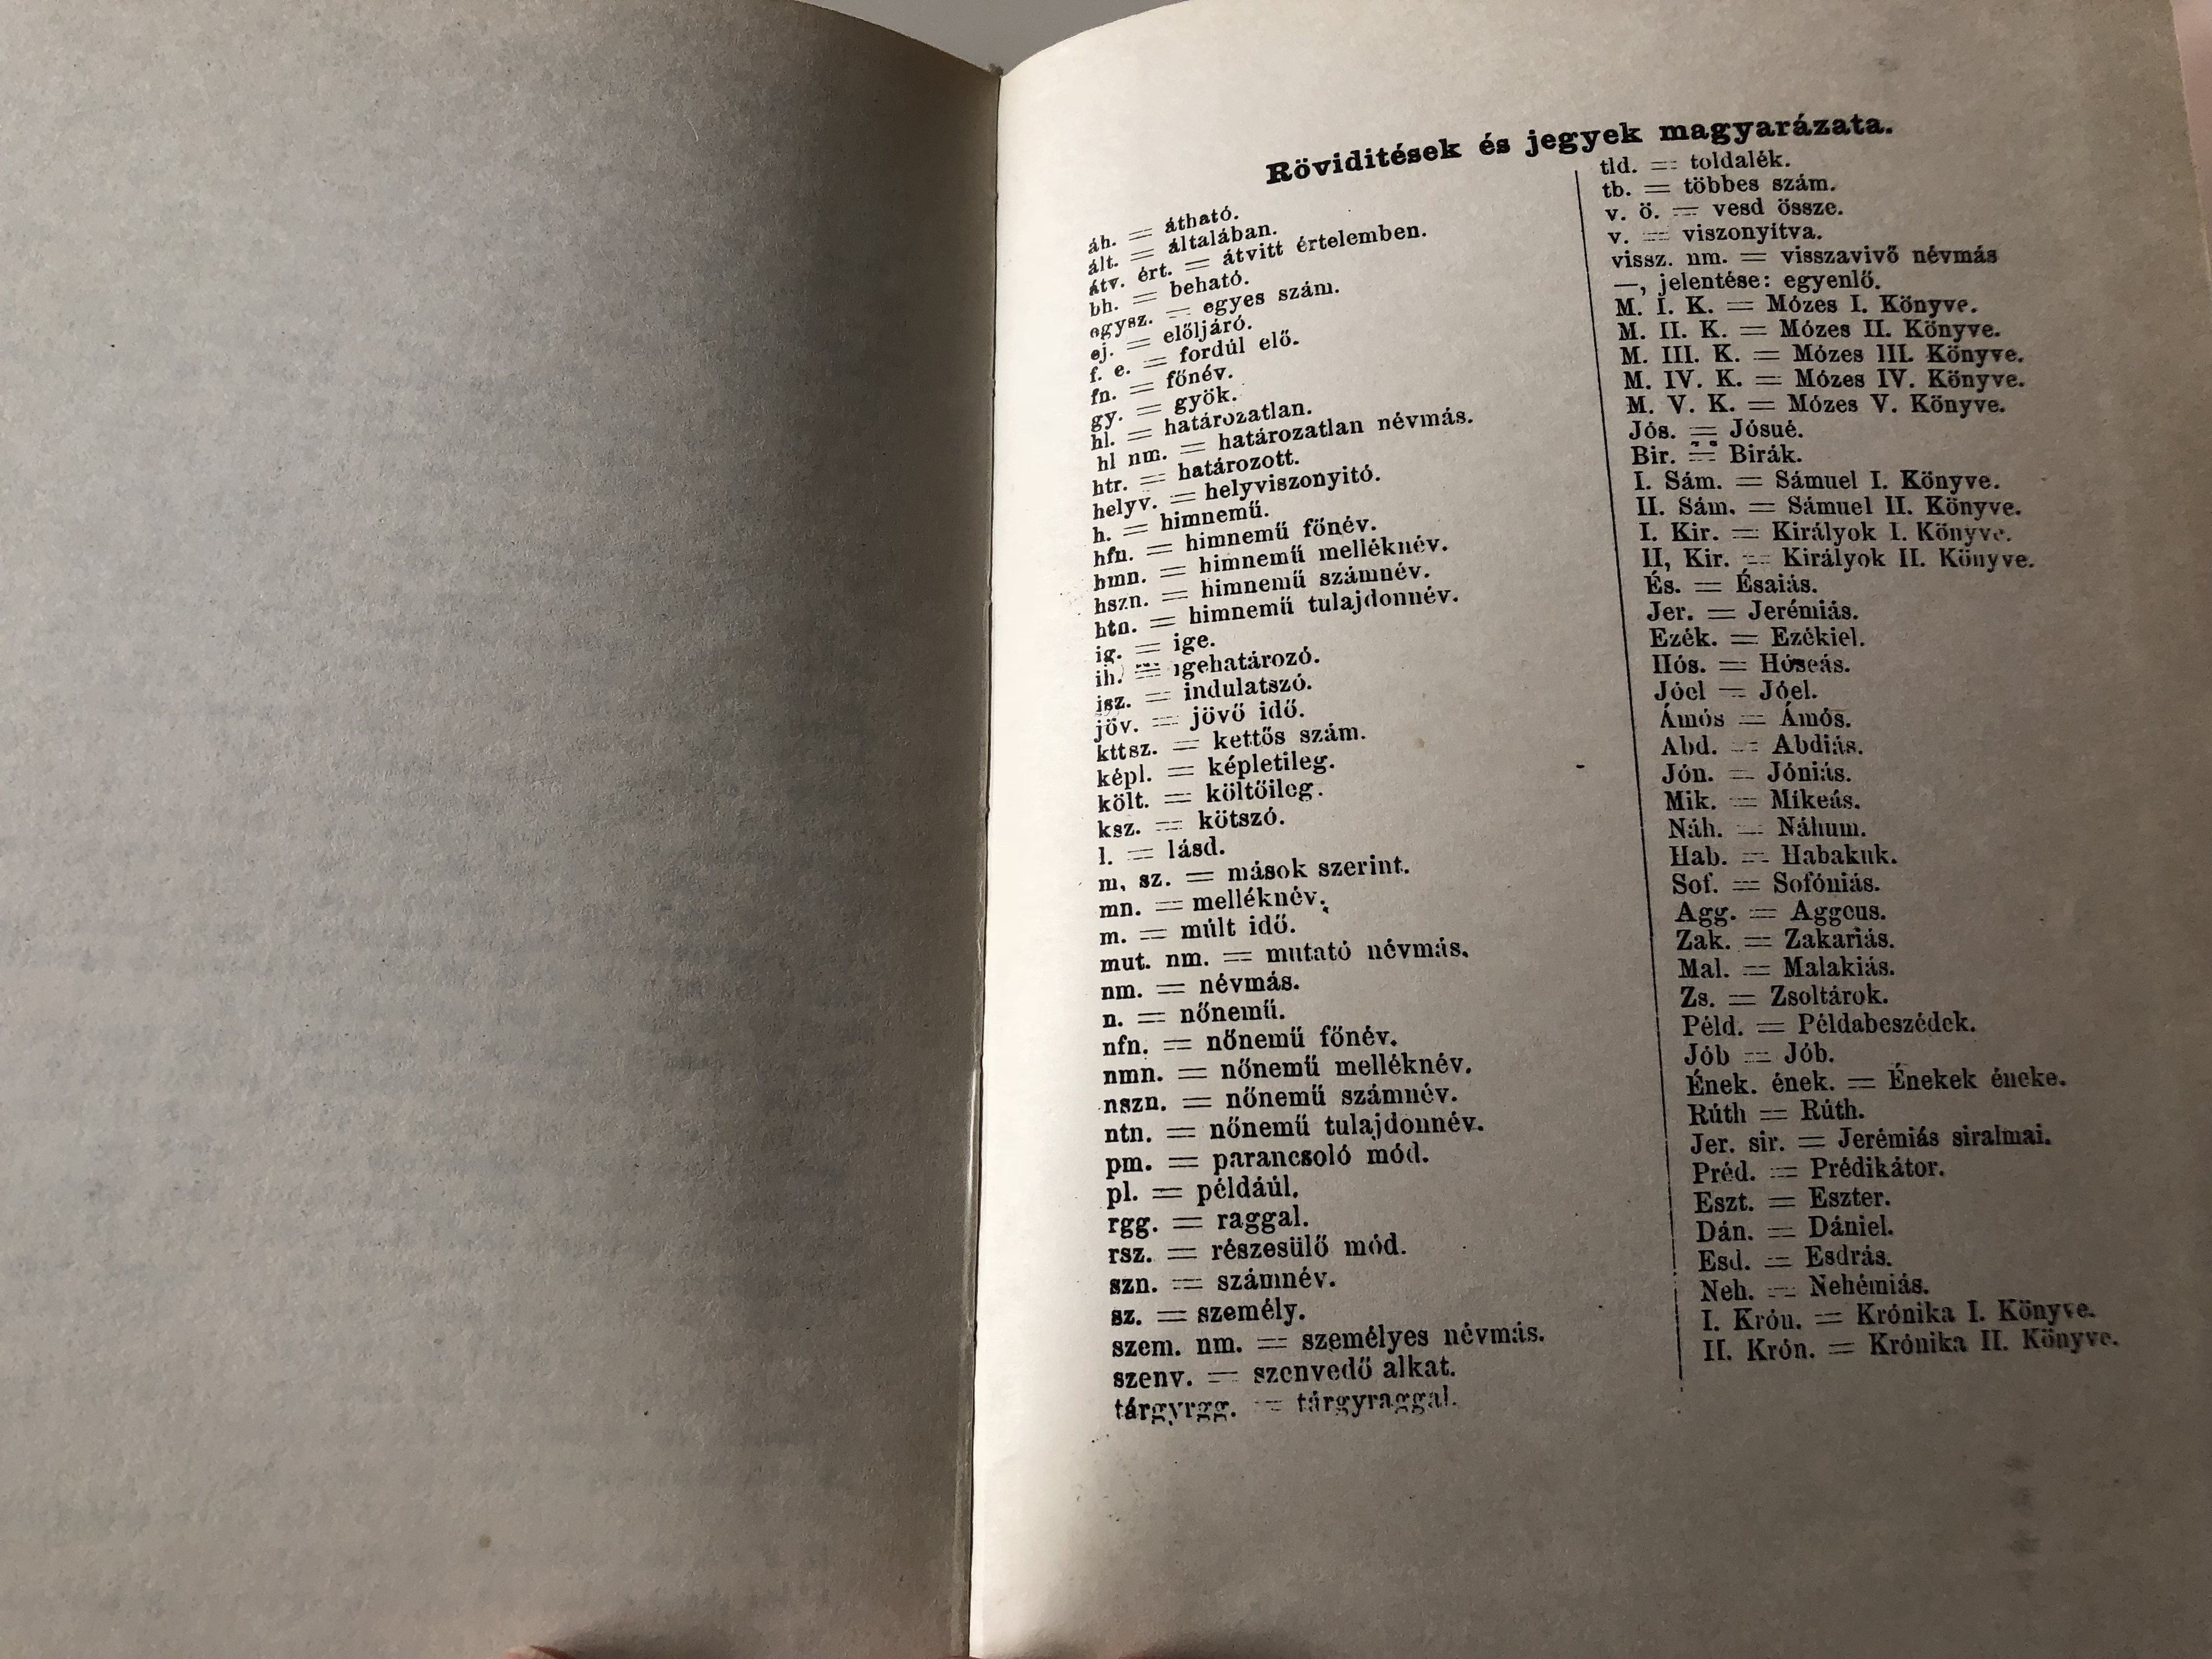 Röviditések és jegyek magyarázata.
áh. = átható.
ált. = általában.
átv. ért. = átvitt értelemben.
bh. = beható.
egysz. = egyes szám.
ej. = előljáró.
f. e. = fordúl elő.
fn. = főnév.
gy. = gyök.
hl. = határozatlan.
hl nm. = határozatlan névmás.
htr. = határozott.
helyv. = helyviszonyitó.
h. = himnemű.
hfn. = himnemű főnév.
hmn. = himnemű melléknév.
hszn. = himnemű számnév.
htn. = himnemű tulajdonnév.
ig. = ige.
ih. = igehatározó.
isz. = indulatszó.
jöv. = jövő idő.
kttsz. = kettős szám.
képl. = képletileg.
költ. = költőileg.
ksz. = kötszó.
l. = lásd.
m, sz. = mások szerint.
mn. = melléknév.
m. = múlt idő.
mut. nm. = mutató névmás.
nm. = névmás.
n. = nőnemű.
nfn. = nőnemű főnév.
nmn. = nőnemű melléknév.
nszn. = nőnemű számnév.
ntn. = nőnemű tulajdonnév.
pm. = parancsoló mód.
pl. = példáúl.
rgg. = raggal.
rsz. = részesülő mód.
szn. = számnév.
sz. = személy.
szem. nm. = személyes névmás.
szenv. = szenvedő alkat.
tárgyrgg. = tárgyraggal.
tld. = toldalék.
tb. = többes szám.
v. ö. = vesd össze.
v. = viszonyítva.
vissz. nm. = visszavivő névmás
—, jelentése: egyenlő.
M. I. K. = Mózes I. Könyve.
M. II. K. = Mózes II. Könyve.
M. III. K. = Mózes III. Könyve.
M. IV. K. = Mózes IV. Könyve.
M. V. K. = Mózes V. Könyve.
Jós. = Jósué.
Bir. = Birák.
I. Sám. = Sámuel I. Könyve.
II. Sám. = Sámuel II. Könyve.
I. Kir. = Királyok I. Könyve.
II, Kir. = Királyok II. Könyve.
És. = Ésaiás.
Jer. = Jerémiás.
Ezék. = Ezékiel.
Hós. = Hóseás.
Jóel = Jóel.
Ámós = Ámós.
Abd. = Abdiás.
Jón. = Jóniás.
Mik. = Mikeás.
Náh. = Náhum.
Hab. = Habakuk.
Sof. = Sofóniás.
Agg. = Aggeus.
Zak. = Zakariás.
Mal. = Malakiás.
Zs. = Zsoltárok.
Péld. = Példabeszédek.
Jób = Jób.
Ének. ének. = Énekek éneke.
Rúth = Rúth.
Jer. sir. = Jerémiás siralmai.
Préd. = Prédikátor.
Eszt. = Eszter.
Dán. = Dániel.
Esd. = Esdrás.
Neh. = Nehémiás.
I. Krón. = Krónika I. Könyve.
II. Krón. = Krónika II. Könyve.